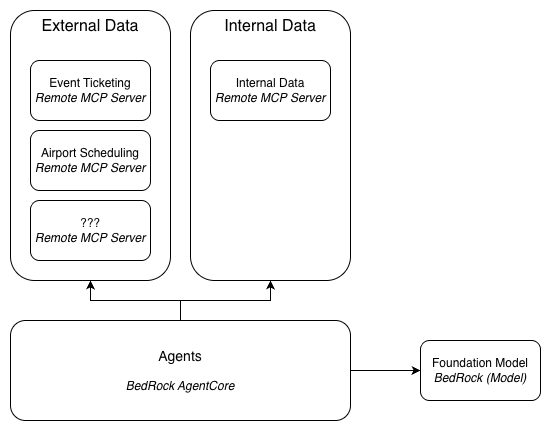 External Data
Internal Data
Event Ticketing
Remote MCP Server
Internal Data
Remote MCP Server
Airport Scheduling
Remote MCP Server
???
Remote MCP Server
Agents
BedRock AgentCore
Foundation Model
BedRock (Model)